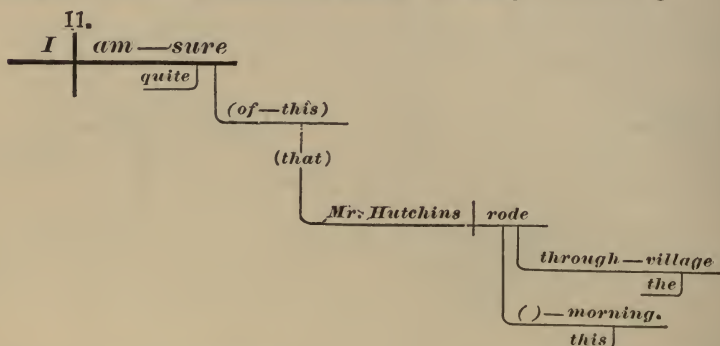 11.
I am — sure
quite
(of — this)
(that)
Mr. Hutchins rode
through — village
the
( ) — morning.
this